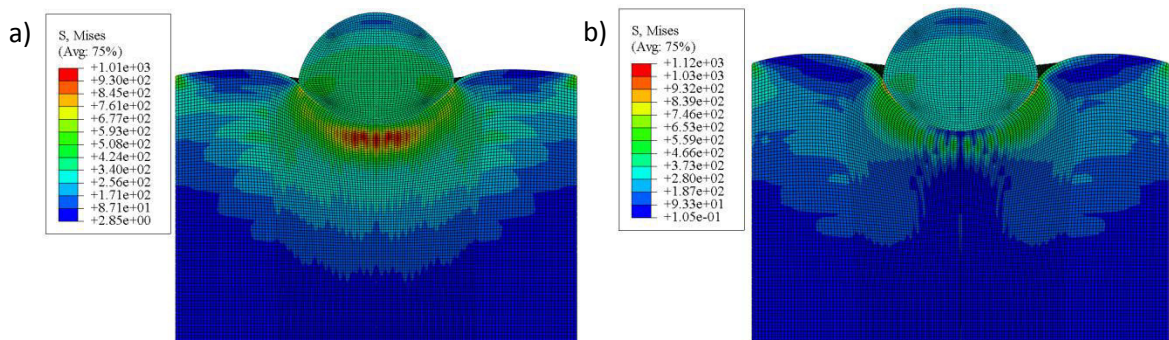 a)
S, Mises
(Avg: 75%)
+1.01e+03
+9.30e+02
+8.45e+02
+7.61e+02
+6.77e+02
+5.93e+02
+5.08e+02
+4.24e+02
+3.40e+02
+2.56e+02
+1.71e+02
+8.71e+01
+2.85e+00
b)
S, Mises
(Avg: 75%)
+1.12e+03
+1.03e+03
+9.32e+02
+8.39e+02
+7.46e+02
+6.53e+02
+5.59e+02
+4.66e+02
+3.73e+02
+2.80e+02
+1.87e+02
+9.33e+01
+1.05e-01